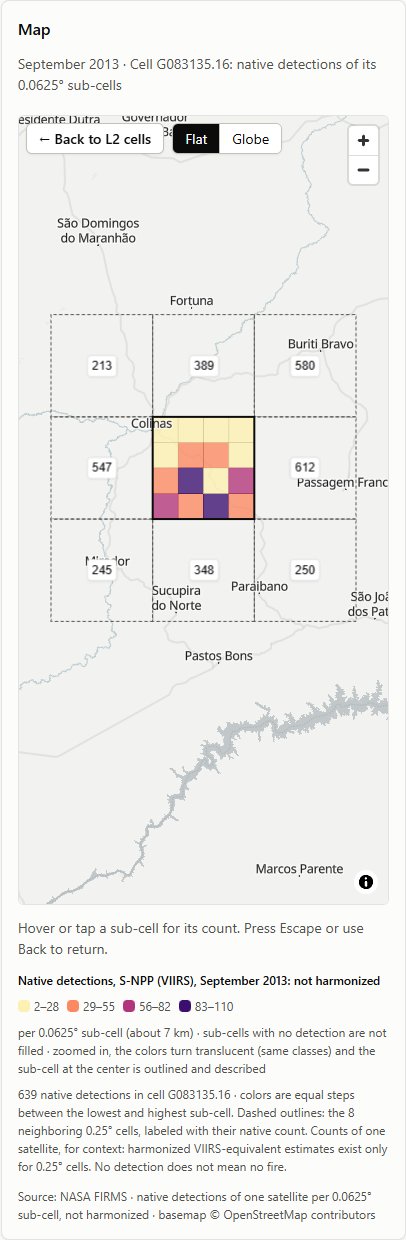 Map
September 2013 · Cell G083135.16: native detections of its
0.0625° sub-cells
← Back to L2 cells
Flat
Globe
+
−
São Domingos
do Maranhão
Fortuna
Buriti Bravo
213
389
580
Colinas
547
612
Passagem Franc
245
348
250
Sucupira
do Norte
Paraibano
São Joã
dos Pat
Pastos Bons
Marcos Parente
Hover or tap a sub-cell for its count. Press Escape or use
Back to return.
Native detections, S-NPP (VIIRS), September 2013: not harmonized
2–28 29–55 56–82 83–110
per 0.0625° sub-cell (about 7 km) · sub-cells with no detection are not
filled · zoomed in, the colors turn translucent (same classes) and the
sub-cell at the center is outlined and described
639 native detections in cell G083135.16 · colors are equal steps
between the lowest and highest sub-cell. Dashed outlines: the 8
neighboring 0.25° cells, labeled with their native count. Counts of one
satellite, for context: harmonized VIIRS-equivalent estimates exist only
for 0.25° cells. No detection does not mean no fire.
Source: NASA FIRMS · native detections of one satellite per 0.0625°
sub-cell, not harmonized · basemap © OpenStreetMap contributors